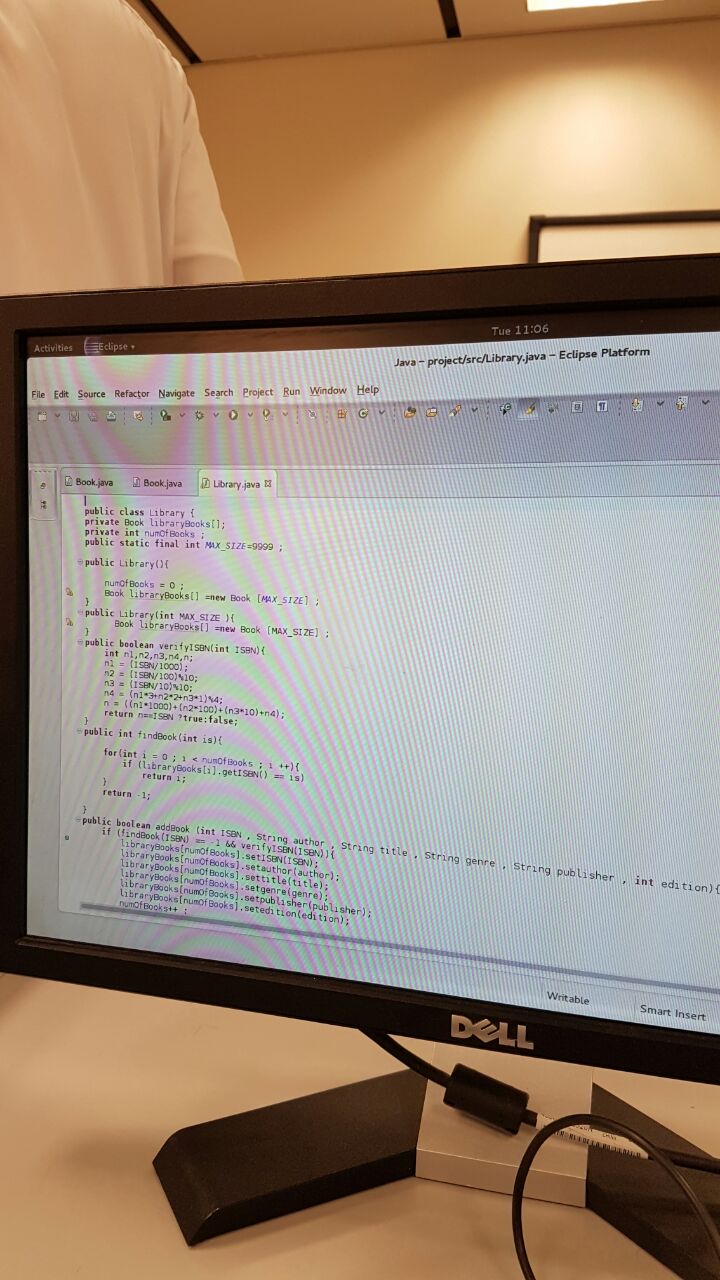 Tue 11:06
Activities Eclipse
Java – project/src/Library.java – Eclipse Platform
File Edit Source Refactor Navigate Search Project Run Window Help
Book.java Book.java Library.java
public class Library {
private Book libraryBooks[];
private int numOfBooks ;
public static final int MAX_SIZE=9999 ;
public Library(){
numOfBooks = 0 ;
Book libraryBooks[] =new Book [MAX_SIZE] ;
}
public Library(int MAX_SIZE ){
Book libraryBooks[] =new Book [MAX_SIZE] ;
}
public boolean verifyISBN(int ISBN){
int n1,n2,n3,n4,n;
n1 = (ISBN/1000);
n2 = (ISBN/100)%10;
n3 = (ISBN/10)%10;
n4 = (n1*3+n2*2+n3*1)%4;
n = ((n1*1000)+(n2*100)+(n3*10)+n4);
return n==ISBN ?true:false;
}
public int findBook(int is){
for(int i = 0 ; i < numOfBooks ; i ++){
if (libraryBooks[i].getISBN() == is)
return i;
}
return -1;
}
public boolean addBook (int ISBN , String author , String title , String genre , String publisher , int edition){
if (findBook(ISBN) == -1 && verifyISBN(ISBN)){
libraryBooks[numOfBooks].setISBN(ISBN);
libraryBooks[numOfBooks].setauthor(author);
libraryBooks[numOfBooks].settitle(title);
libraryBooks[numOfBooks].setgenre(genre);
libraryBooks[numOfBooks].setpublisher(publisher);
libraryBooks[numOfBooks].setedition(edition);
numOfBooks++ ;
Writable Smart Insert
DELL